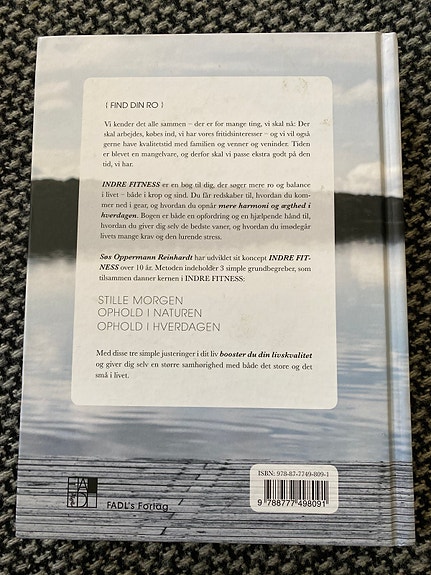 { FIND DIN RO }
Vi kender det alle sammen – der er for mange ting, vi skal nå: Der
skal arbejdes, købes ind, vi har vores fritidsinteresser – og vi vil også
gerne have kvalitetstid med familien og venner og veninder. Tiden
er blevet en mangelvare, og derfor skal vi passe ekstra godt på den
tid, vi har.
INDRE FITNESS er en bog til dig, der søger mere ro og balance
i livet – både i krop og sind. Du får redskaber til, hvordan du kom-
mer ned i gear, og hvordan du opnår mere harmoni og ægthed i
hverdagen. Bogen er både en opfordring og en hjælpende hånd til,
hvordan du giver dig selv de bedste vaner, og hvordan du imødegår
livets mange krav og den lurende stress.
Søs Oppermann Reinhardt har udviklet sit koncept INDRE FIT-
NESS over 10 år. Metoden indeholder 3 simple grundbegreber, som
tilsammen danner kernen i INDRE FITNESS:
STILLE MORGEN
OPHOLD I NATUREN
OPHOLD I HVERDAGEN
Med disse tre simple justeringer i dit liv booster du din livskvalitet
og giver dig selv en større samhørighed med både det store og det
små i livet.
ISBN: 978-87-7749-809-1
9 788777 498091
FADL's Forlag